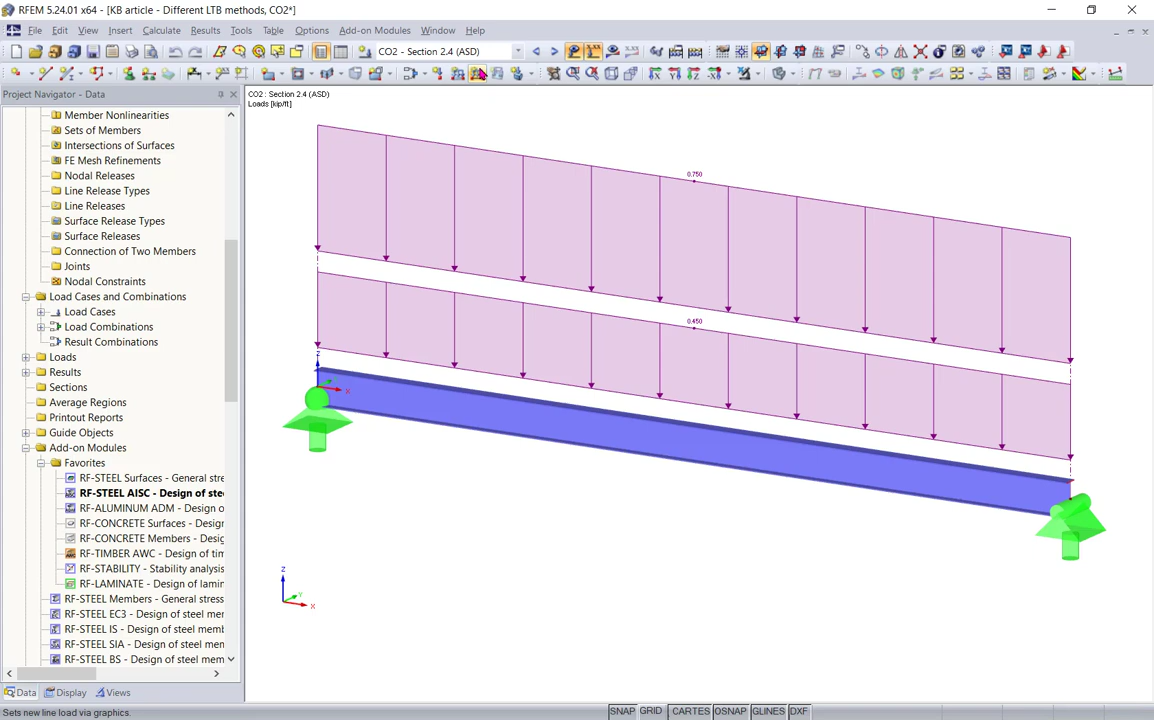 RFEM 5.24.01 x64 - [KB article - Different LTB methods, CO2*]
File Edit View Insert Calculate Results Tools Table Options Add-on Modules Window Help
CO2 - Section 2.4 (ASD)
Project Navigator - Data
Member Nonlinearities
Sets of Members
Intersections of Surfaces
FE Mesh Refinements
Nodal Releases
Line Release Types
Line Releases
Surface Release Types
Surface Releases
Connection of Two Members
Joints
Nodal Constraints
Load Cases and Combinations
Load Cases
Load Combinations
Result Combinations
Loads
Results
Sections
Average Regions
Printout Reports
Guide Objects
Add-on Modules
Favorites
RF-STEEL Surfaces - General stre
RF-STEEL AISC - Design of ste
RF-ALUMINUM ADM - Design o
RF-CONCRETE Surfaces - Design
RF-CONCRETE Members - Desig
RF-TIMBER AWC - Design of tim
RF-STABILITY - Stability analysis
RF-LAMINATE - Design of lamin
RF-STEEL Members - General stress
RF-STEEL EC3 - Design of steel mem
RF-STEEL IS - Design of steel memb
RF-STEEL SIA - Design of steel mem
RF-STEEL BS - Design of steel mem
Data Display Views
CO2 : Section 2.4 (ASD)
Loads [kip/ft]
0.750
0.450
Z
X
Z
Y
X
Sets new line load via graphics.
SNAP GRID CARTES OSNAP GLINES DXF